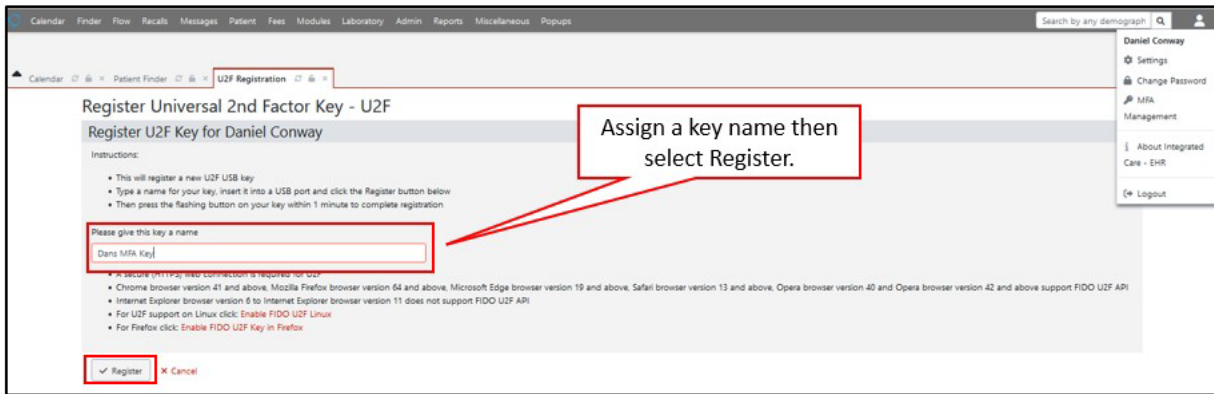 Calendar Finder Flow Recalls Messages Patient Fees Modules Laboratory Admin Reports Miscellaneous Popups
Search by any demograph
Daniel Conway
Settings
Change Password
MFA
Management
About Integrated
Care - EHR
Logout
Calendar Patient Finder U2F Registration
Register Universal 2nd Factor Key - U2F
Register U2F Key for Daniel Conway
Instructions:
• This will register a new U2F USB key
• Type a name for your key, insert it into a USB port and click the Register button below
• Then press the flashing button on your key within 1 minute to complete registration
Assign a key name then
select Register.
Please give this key a name
Dans MFA Key
• A secure (HTTPS) web connection is required for U2F
• Chrome browser version 41 and above, Mozilla Firefox browser version 64 and above, Microsoft Edge browser version 19 and above, Safari browser version 13 and above, Opera browser version 40 and Opera browser version 42 and above support FIDO U2F API
• Internet Explorer browser version 6 to Internet Explorer browser version 11 does not support FIDO U2F API
• For U2F support on Linux click: Enable FIDO U2F Linux
• For Firefox click: Enable FIDO U2F Key in Firefox
Register Cancel